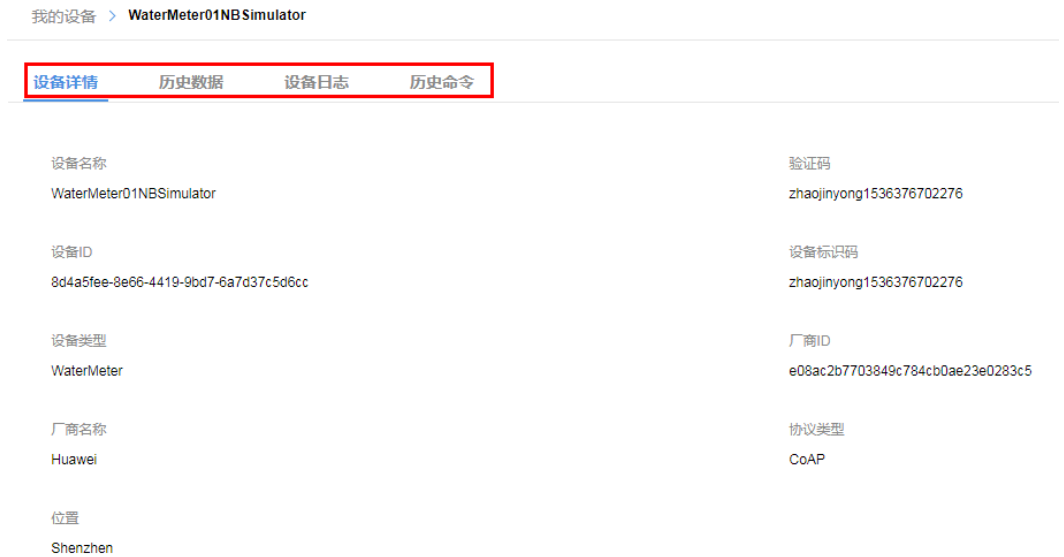 我的设备 > WaterMeter01NBSimulator
设备详情 历史数据 设备日志 历史命令
设备名称 验证码
WaterMeter01NBSimulator zhaojinyong1536376702276
设备ID 设备标识码
8d4a5fee-8e66-4419-9bd7-6a7d37c5d6cc zhaojinyong1536376702276
设备类型 厂商ID
WaterMeter e08ac2b7703849c784cb0ae23e0283c5
厂商名称 协议类型
Huawei CoAP
位置
Shenzhen